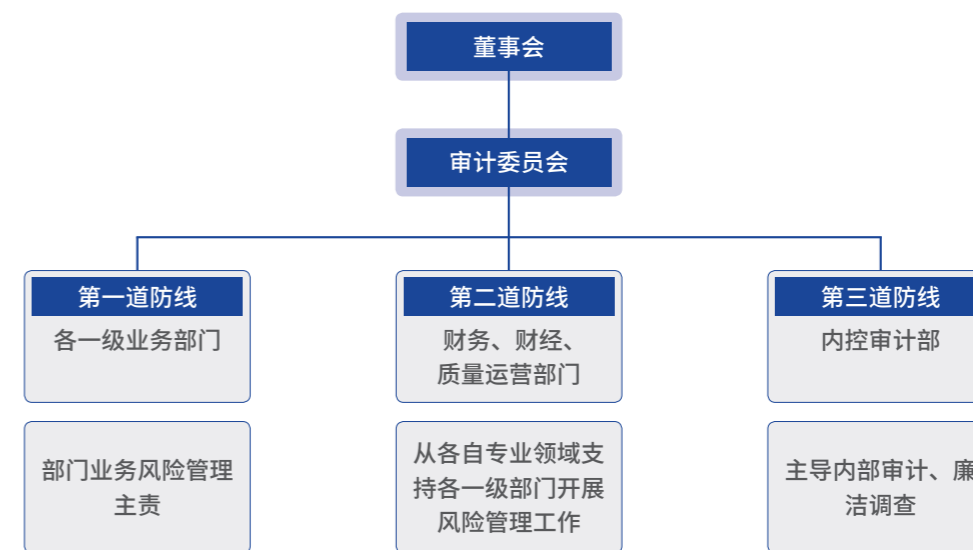 董事会
审计委员会
第一道防线
各一级业务部门
部门业务风险管理
主责
第二道防线
财务、财经、
质量运营部门
从各自专业领域支
持各一级部门开展
风险管理工作
第三道防线
内控审计部
主导内部审计、廉
洁调查